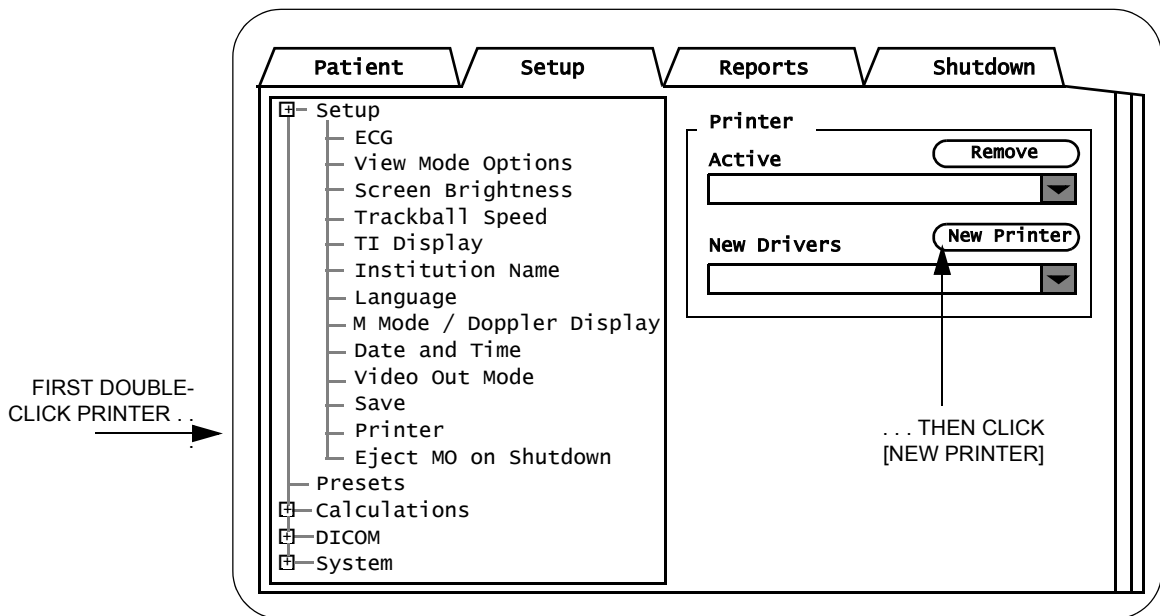 Patient
Setup
Reports
Shutdown
Setup
ECG
View Mode Options
Screen Brightness
Trackball Speed
TI Display
Institution Name
Language
M Mode / Doppler Display
Date and Time
Video Out Mode
Save
Printer
Eject MO on Shutdown
Presets
Calculations
DICOM
System
Printer
Active
Remove
New Drivers
New Printer
FIRST DOUBLE-
CLICK PRINTER . .
.
. . . THEN CLICK
[NEW PRINTER]